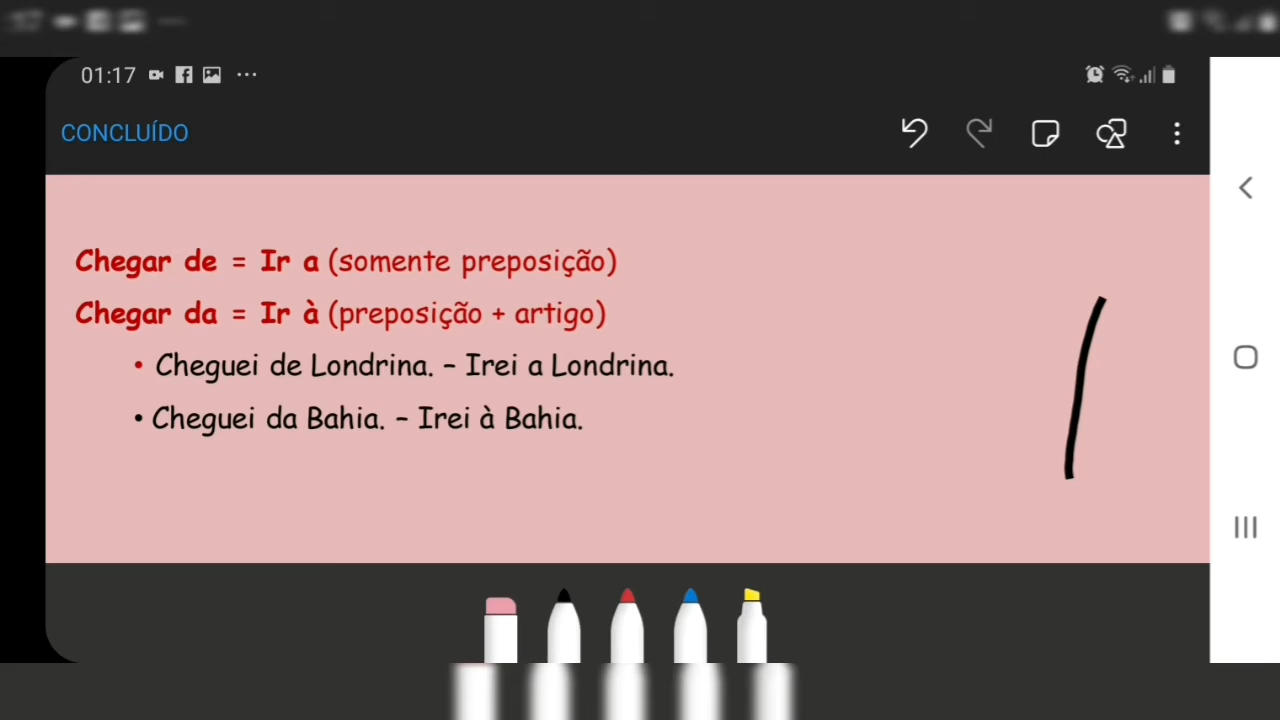 01:17
CONCLUÍDO
Chegar de = Ir a (somente preposição)
Chegar da = Ir à (preposição + artigo)
• Cheguei de Londrina. – Irei a Londrina.
• Cheguei da Bahia. – Irei à Bahia.